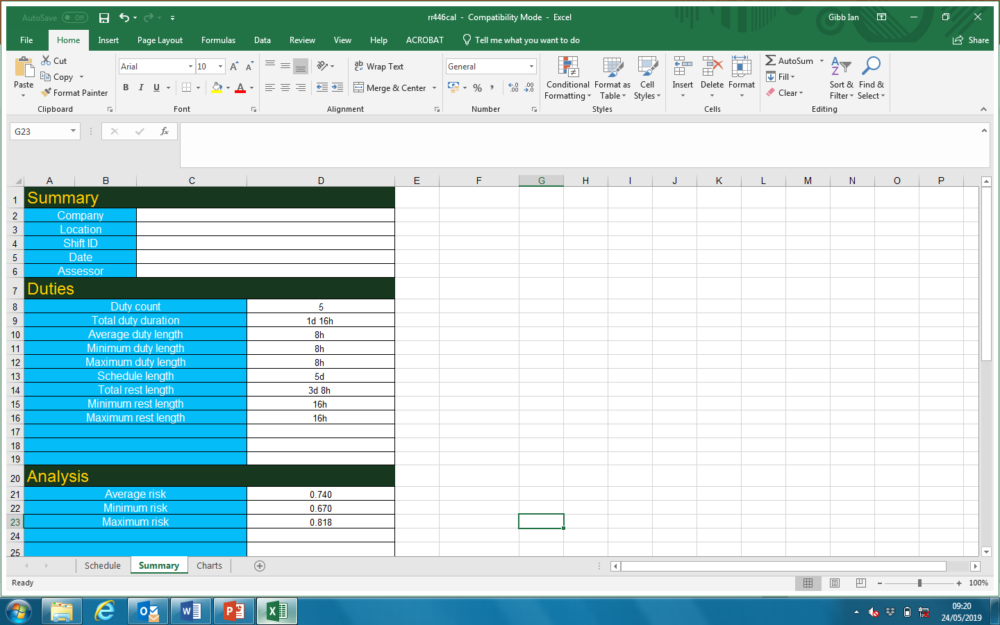 AutoSave Off rr446cal - Compatibility Mode - Excel Gibb Ian
File Home Insert Page Layout Formulas Data Review View Help ACROBAT Tell me what you want to do Share
Paste
Cut
Copy
Format Painter
Clipboard
Arial 10
B I U
Font
Wrap Text
Merge & Center
Alignment
General
% ,
Number
Conditional Formatting
Format as Table
Cell Styles
Styles
Insert Delete Format
Cells
AutoSum
Fill
Clear
Sort & Filter
Find & Select
Editing
G23 fx
A B C D E F G H I J K L M N O P
1 Summary
2 Company
3 Location
4 Shift ID
5 Date
6 Assessor
7 Duties
8 Duty count 5
9 Total duty duration 1d 16h
10 Average duty length 8h
11 Minimum duty length 8h
12 Maximum duty length 8h
13 Schedule length 5d
14 Total rest length 3d 8h
15 Minimum rest length 16h
16 Maximum rest length 16h
17
18
19
20 Analysis
21 Average risk 0.740
22 Minimum risk 0.670
23 Maximum risk 0.818
24
25
Schedule Summary Charts
Ready 100%
09:20
24/05/2019